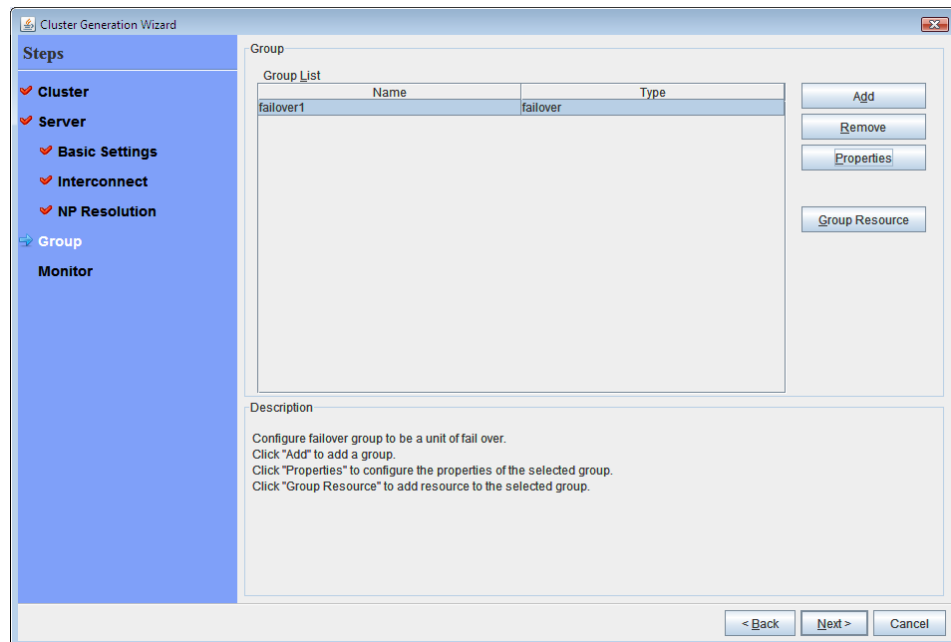 Cluster Generation Wizard
Steps
Cluster
Server
Basic Settings
Interconnect
NP Resolution
Group
Monitor
Group
Group List
Name Type
failover1 failover
Add
Remove
Properties
Group Resource
Description
Configure failover group to be a unit of fail over.
Click "Add" to add a group.
Click "Properties" to configure the properties of the selected group.
Click "Group Resource" to add resource to the selected group.
< Back Next > Cancel